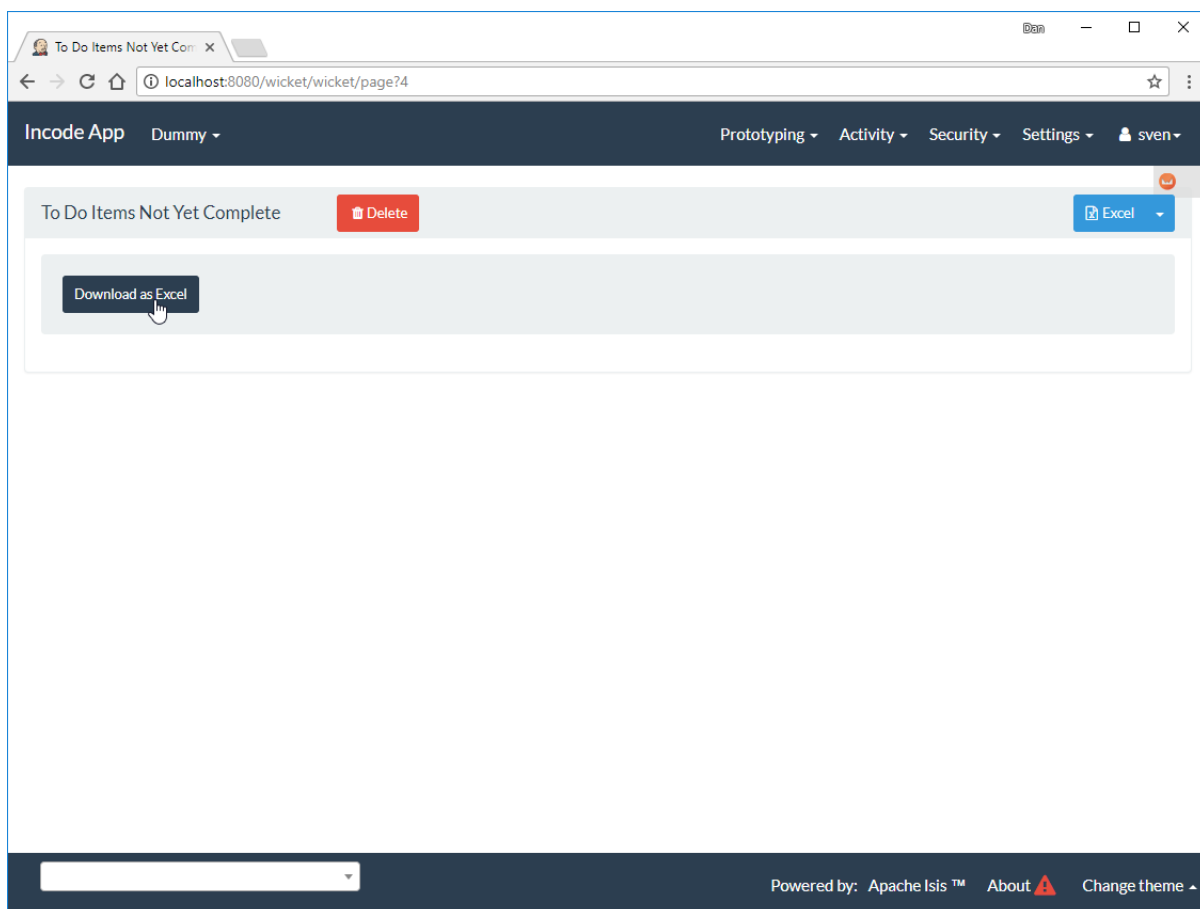 To Do Items Not Yet Com
Dan
localhost:8080/wicket/wicket/page?4
Incode App Dummy Prototyping Activity Security Settings sven
To Do Items Not Yet Complete Delete Excel
Download as Excel
Powered by: Apache Isis ™ About Change theme